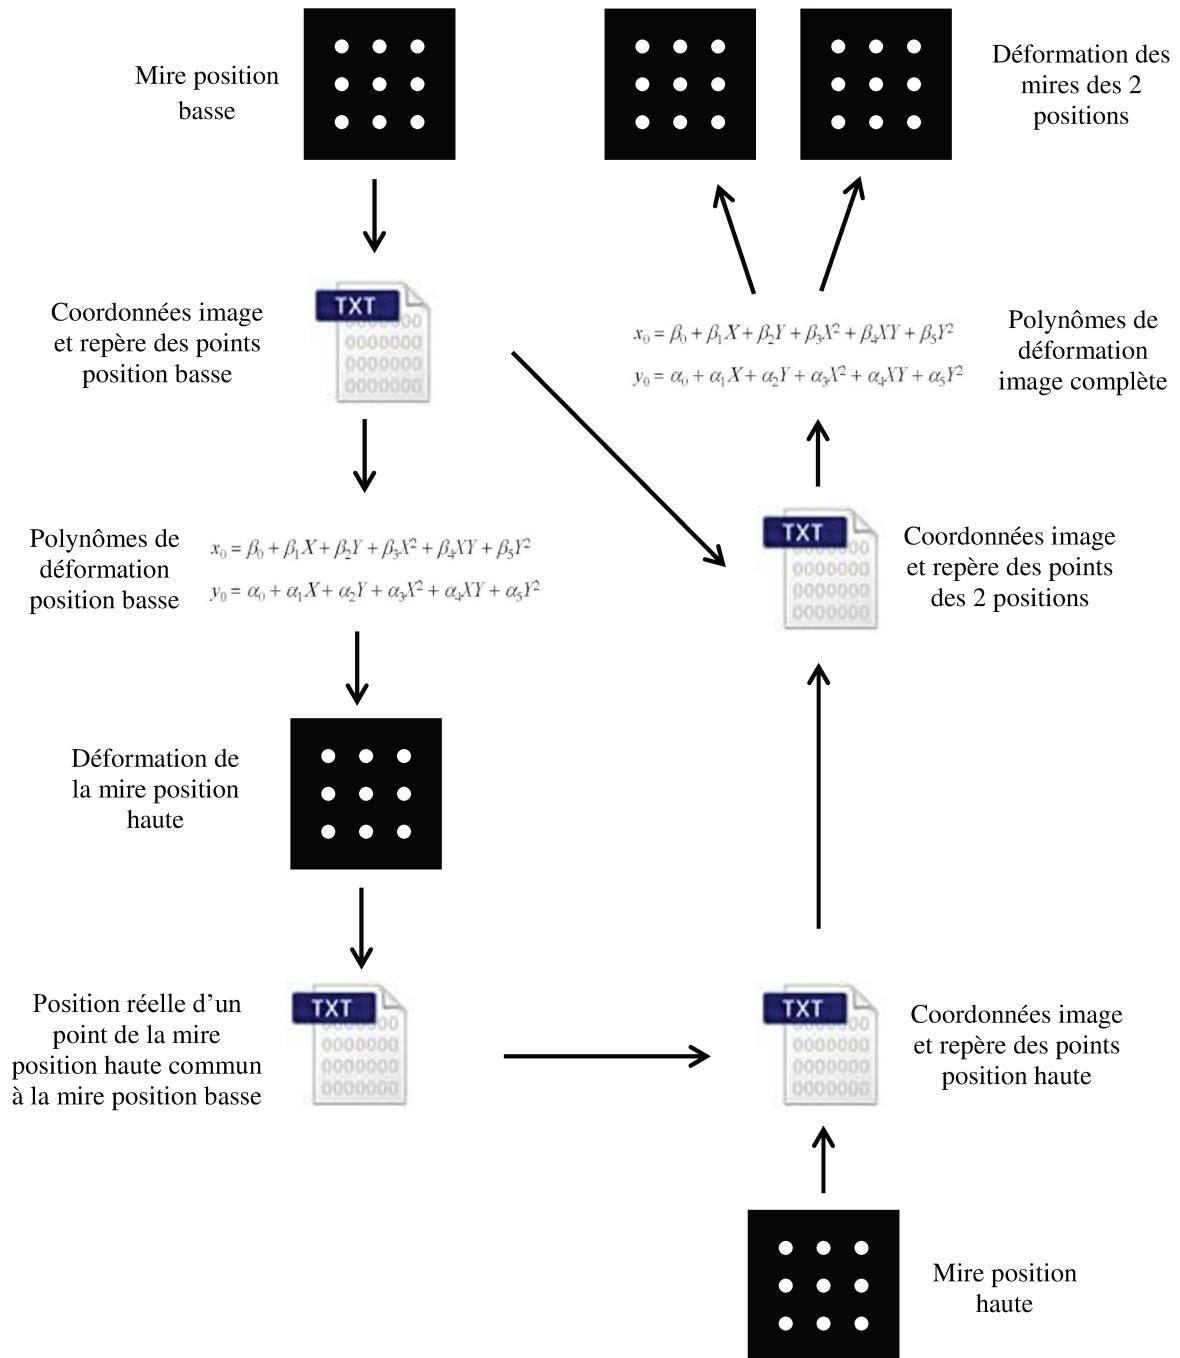 Mire position
basse
Déformation des
mires des 2
positions
TXT
Coordonnées image
et repère des points
position basse
x₀ = β₀ + β₁X + β₂Y + β₃X² + β₄XY + β₅Y²
y₀ = α₀ + α₁X + α₂Y + α₃X² + α₄XY + α₅Y²
Polynômes de
déformation
image complète
Polynômes de
déformation
position basse
x₀ = β₀ + β₁X + β₂Y + β₃X² + β₄XY + β₅Y²
y₀ = α₀ + α₁X + α₂Y + α₃X² + α₄XY + α₅Y²
TXT
Coordonnées image
et repère des points
des 2 positions
Déformation de
la mire position
haute
Position réelle d’un
point de la mire
position haute commun
à la mire position basse
TXT
TXT
Coordonnées image
et repère des points
position haute
Mire position
haute